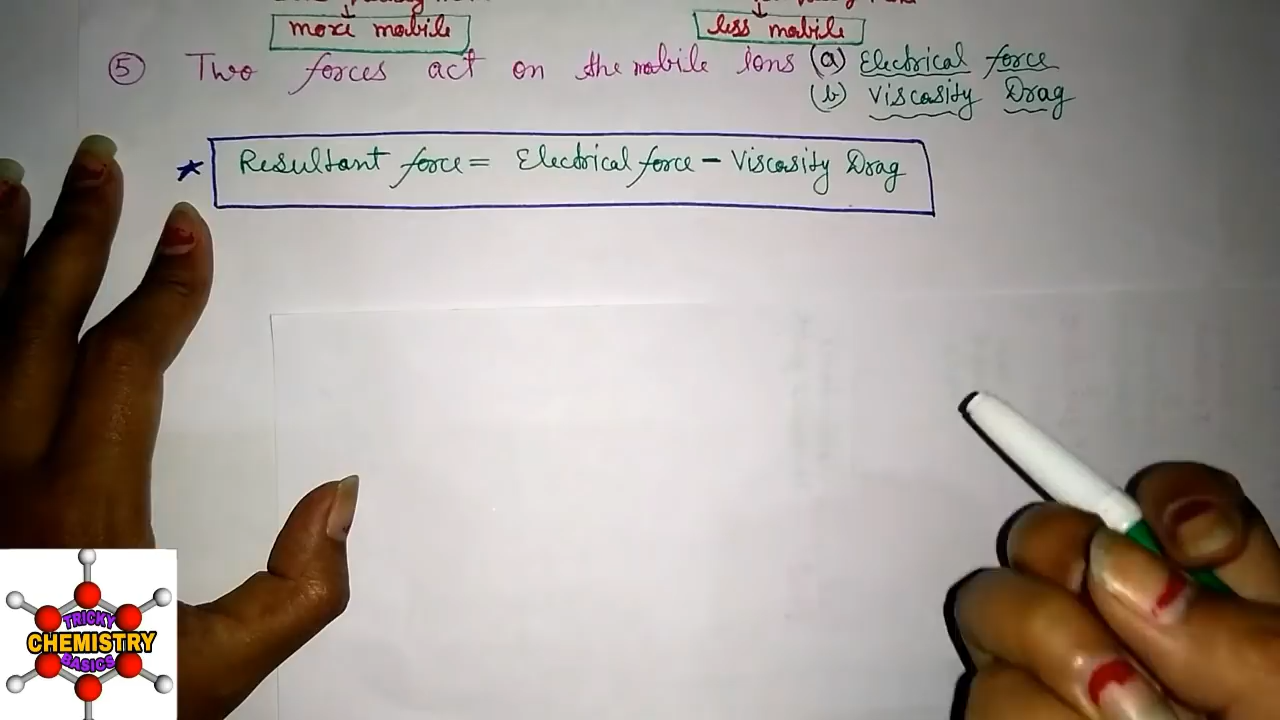 more mobile less mobile
⑤ Two forces act on the mobile ions (a) Electrical force
(b) Viscosity Drag
★ Resultant force = Electrical force - Viscosity Drag
TRICKY
CHEMISTRY
BASICS